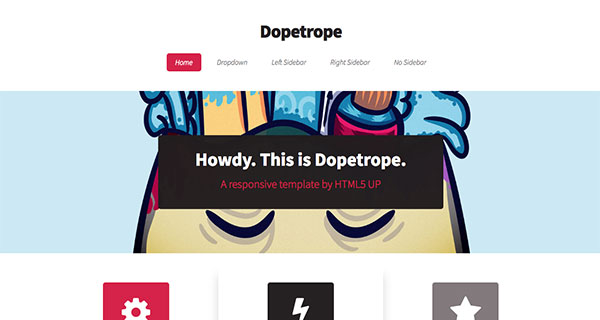 Dopetrope
Home Dropdown Left Sidebar Right Sidebar No Sidebar
Howdy. This is Dopetrope.
A responsive template by HTML5 UP